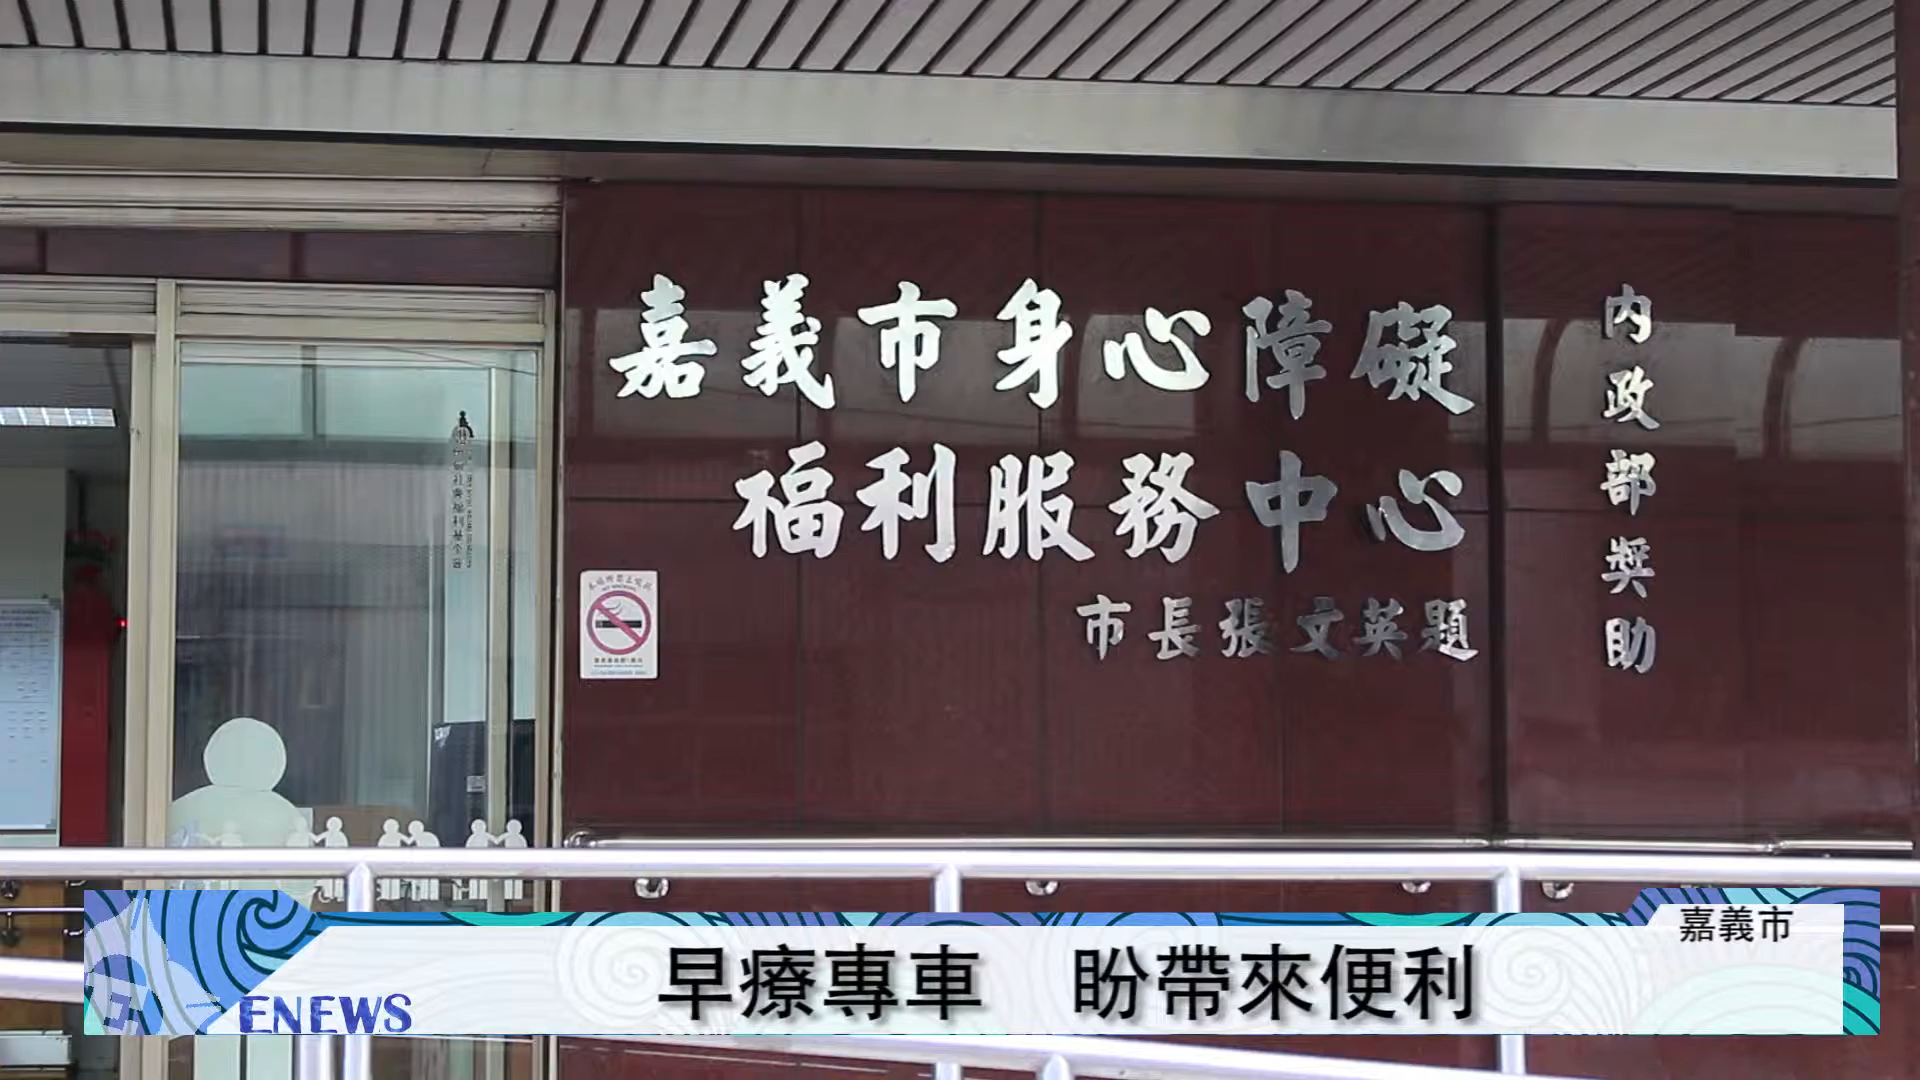 嘉義市身心障礙
福利服務中心
市長張文英題
內政部獎助
嘉義市
早療專車 盼帶來便利
ENEWS